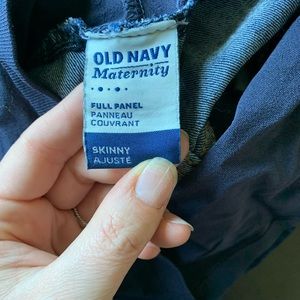 OLD NAVY
Maternity
FULL PANEL
PANNEAU
COUVRANT
SKINNY
AJUSTÉ